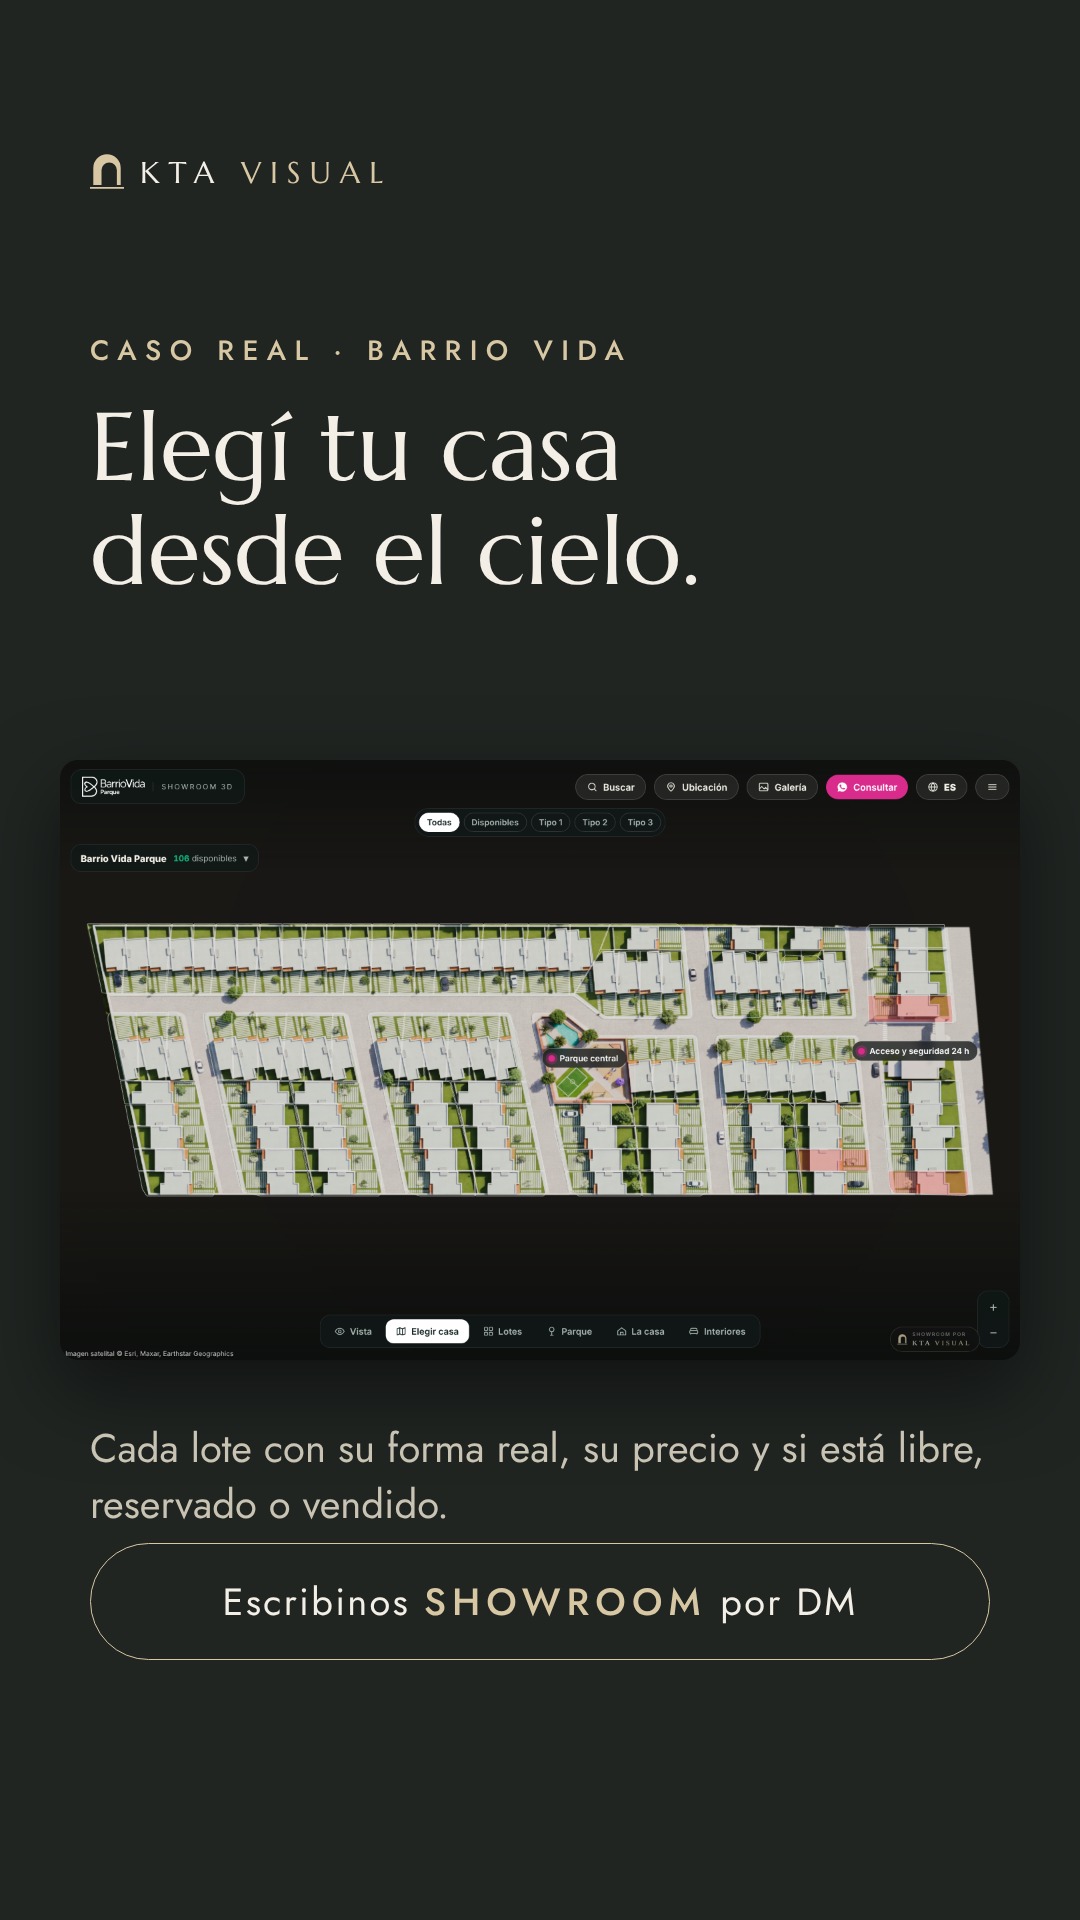 KTA VISUAL
CASO REAL · BARRIO VIDA
Elegí tu casa
desde el cielo.
BarrioVida
Parque
SHOWROOM 3D
Buscar
Ubicación
Galería
Consultar
ES
Todas
Disponibles
Tipo 1
Tipo 2
Tipo 3
Barrio Vida Parque 106 disponibles ▾
Acceso y seguridad 24 h
Parque central
+
−
Vista
Elegir casa
Lotes
Parque
La casa
Interiores
SHOWROOM POR
KTA VISUAL
Imagen satelital © Esri, Maxar, Earthstar Geographics
Cada lote con su forma real, su precio y si está libre,
reservado o vendido.
Escribinos SHOWROOM por DM